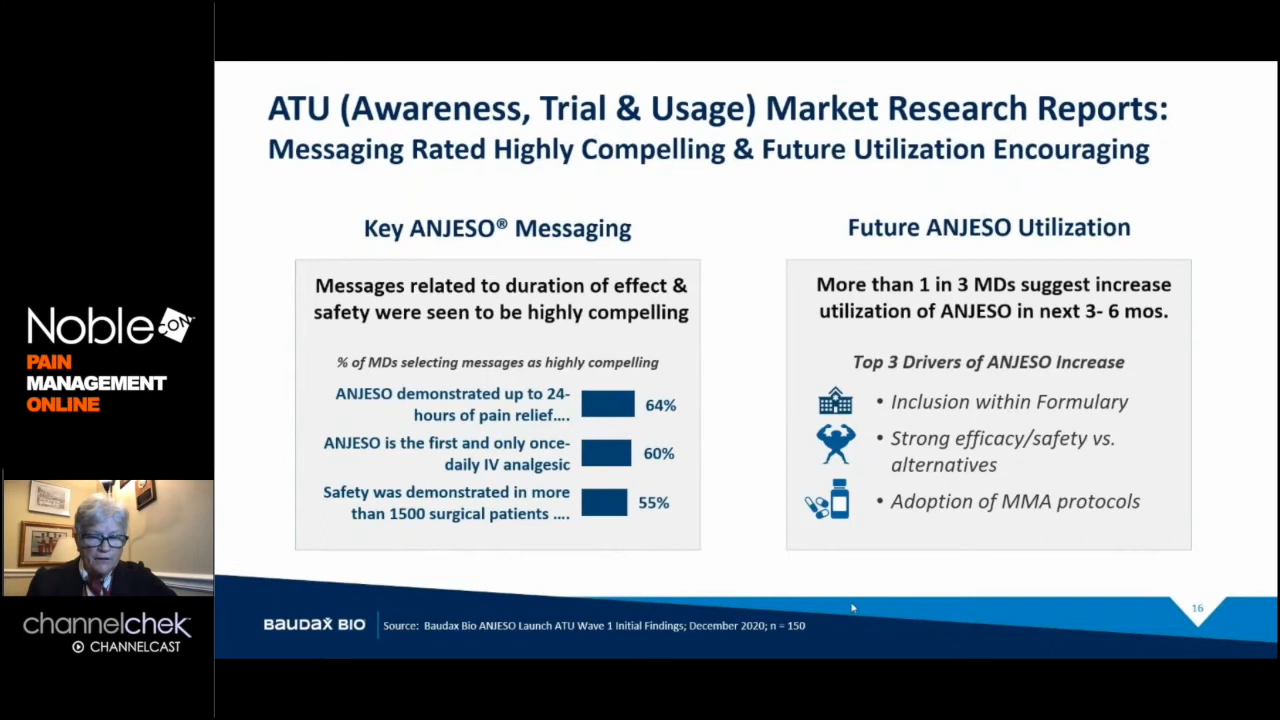 ATU (Awareness, Trial & Usage) Market Research Reports:
Messaging Rated Highly Compelling & Future Utilization Encouraging
Key ANJESO® Messaging
Messages related to duration of effect &
safety were seen to be highly compelling
% of MDs selecting messages as highly compelling
ANJESO demonstrated up to 24-
hours of pain relief....
64%
ANJESO is the first and only once-
daily IV analgesic
60%
Safety was demonstrated in more
than 1500 surgical patients ....
55%
Future ANJESO Utilization
More than 1 in 3 MDs suggest increase
utilization of ANJESO in next 3- 6 mos.
Top 3 Drivers of ANJESO Increase
• Inclusion within Formulary
• Strong efficacy/safety vs.
alternatives
• Adoption of MMA protocols
BAUDAX BIO
Source: Baudax Bio ANJESO Launch ATU Wave 1 Initial Findings; December 2020; n = 150
16
Noble CON
PAIN
MANAGEMENT
ONLINE
channelchek
CHANNELCAST